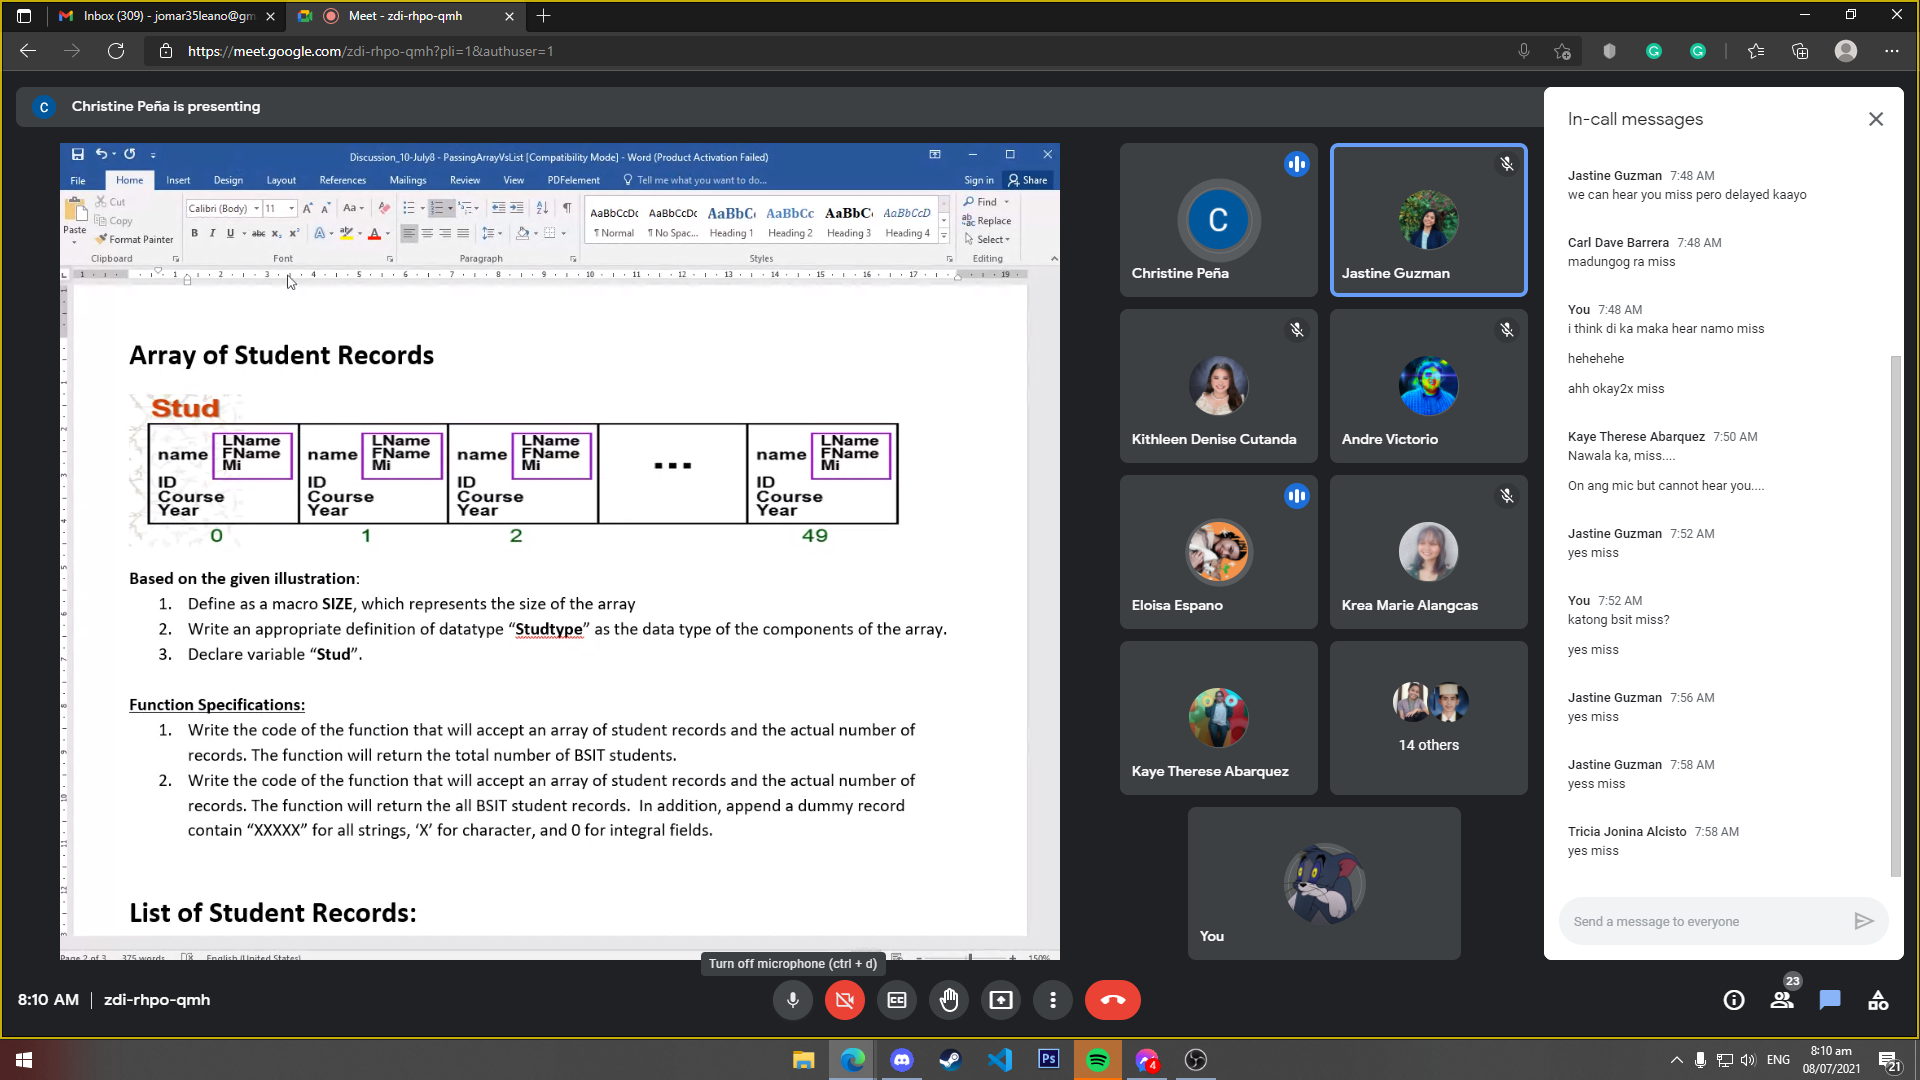 Inbox (309) - jomar35leano@gm
Meet - zdi-rhpo-qmh
https://meet.google.com/zdi-rhpo-qmh?pli=1&authuser=1
C
Christine Peña is presenting
Discussion_10-July8 - PassingArrayVsList [Compatibility Mode] - Word (Product Activation Failed)
File Home Insert Design Layout References Mailings Review View PDFelement Tell me what you want to do... Sign in Share
Paste
Cut
Copy
Format Painter
Clipboard
Calibri (Body) 11
Font
Paragraph
AaBbCcDc AaBbCcDc AaBbC AaBbCc AaBbC AaBbCcD
¶ Normal ¶ No Spac... Heading 1 Heading 2 Heading 3 Heading 4
Styles
Find
Replace
Select
Editing
Array of Student Records
Stud
name LName FName Mi ID Course Year 0
name LName FName Mi ID Course Year 1
name LName FName Mi ID Course Year 2
...
name LName FName Mi ID Course Year 49
Based on the given illustration:
1. Define as a macro SIZE, which represents the size of the array
2. Write an appropriate definition of datatype “Studtype” as the data type of the components of the array.
3. Declare variable “Stud”.
Function Specifications:
1. Write the code of the function that will accept an array of student records and the actual number of
records. The function will return the total number of BSIT students.
2. Write the code of the function that will accept an array of student records and the actual number of
records. The function will return the all BSIT student records. In addition, append a dummy record
contain “XXXXX” for all strings, ‘X’ for character, and 0 for integral fields.
List of Student Records:
Page 2 of 3 375 words English (United States) 150%
C
Christine Peña
Jastine Guzman
Kithleen Denise Cutanda
Andre Victorio
Eloisa Espano
Krea Marie Alangcas
Kaye Therese Abarquez
14 others
You
In-call messages
Jastine Guzman 7:48 AM
we can hear you miss pero delayed kaayo
Carl Dave Barrera 7:48 AM
madungog ra miss
You 7:48 AM
i think di ka maka hear namo miss
hehehehe
ahh okay2x miss
Kaye Therese Abarquez 7:50 AM
Nawala ka, miss....
On ang mic but cannot hear you....
Jastine Guzman 7:52 AM
yes miss
You 7:52 AM
katong bsit miss?
yes miss
Jastine Guzman 7:56 AM
yes miss
Jastine Guzman 7:58 AM
yess miss
Tricia Jonina Alcisto 7:58 AM
yes miss
Send a message to everyone
Turn off microphone (ctrl + d)
8:10 AM | zdi-rhpo-qmh
23
Ps
4
ENG
8:10 am
08/07/2021
21